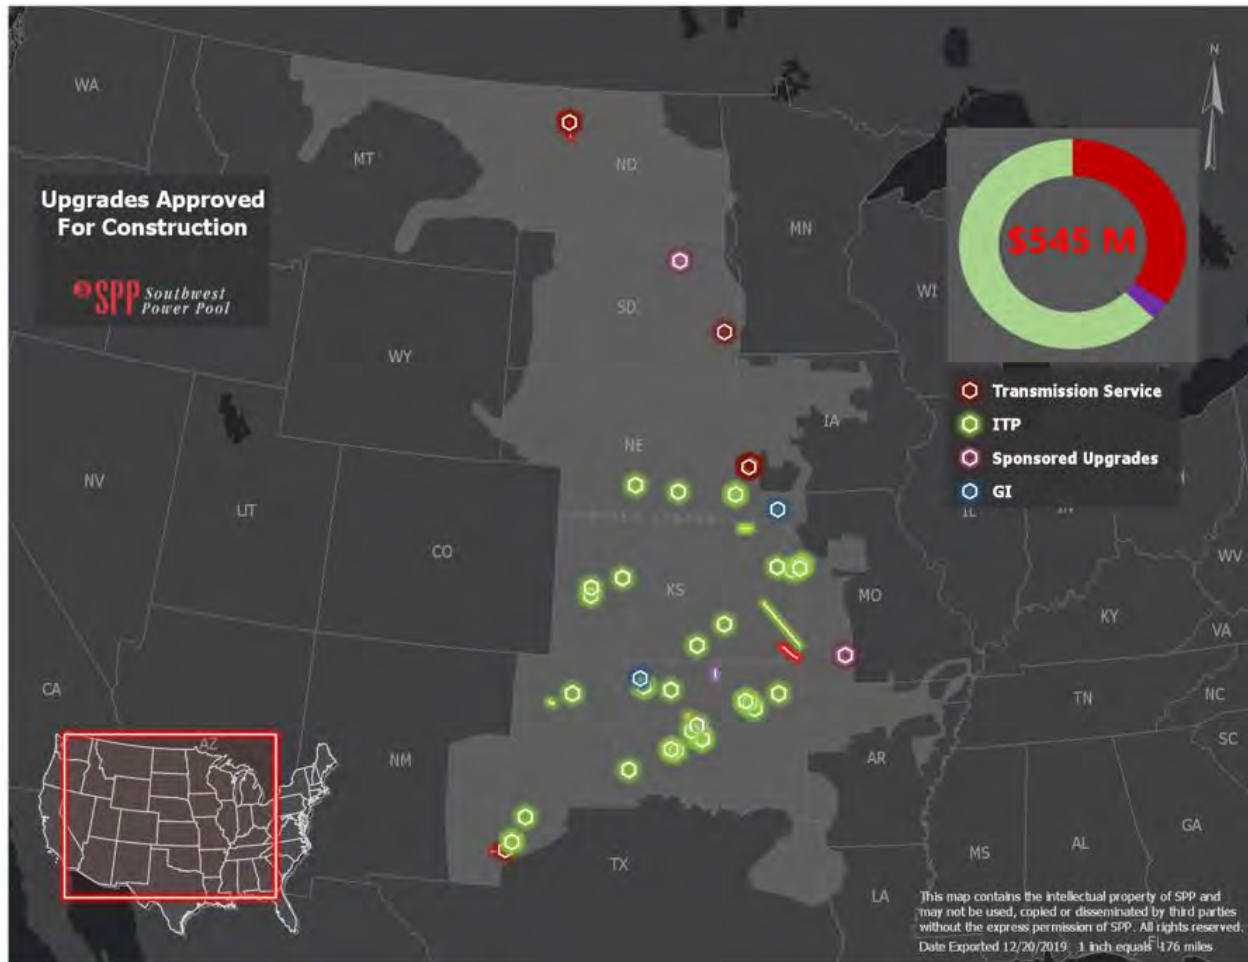 WA
MT
ND
MN
N
Upgrades Approved
For Construction
SPP Southwest
Power Pool
$545 M
WI
SD
WY
IA
Transmission Service
ITP
Sponsored Upgrades
GI
NE
NV
UT
CO
IL
IN
WV
KS
MO
KY
VA
CA
AZ
NM
TN
NC
SC
AR
TX
MS
AL
GA
LA
FL
This map contains the intellectual property of SPP and
may not be used, copied or disseminated by third parties
without the express permission of SPP. All rights reserved.
Date Exported 12/20/2019 1 inch equals 176 miles